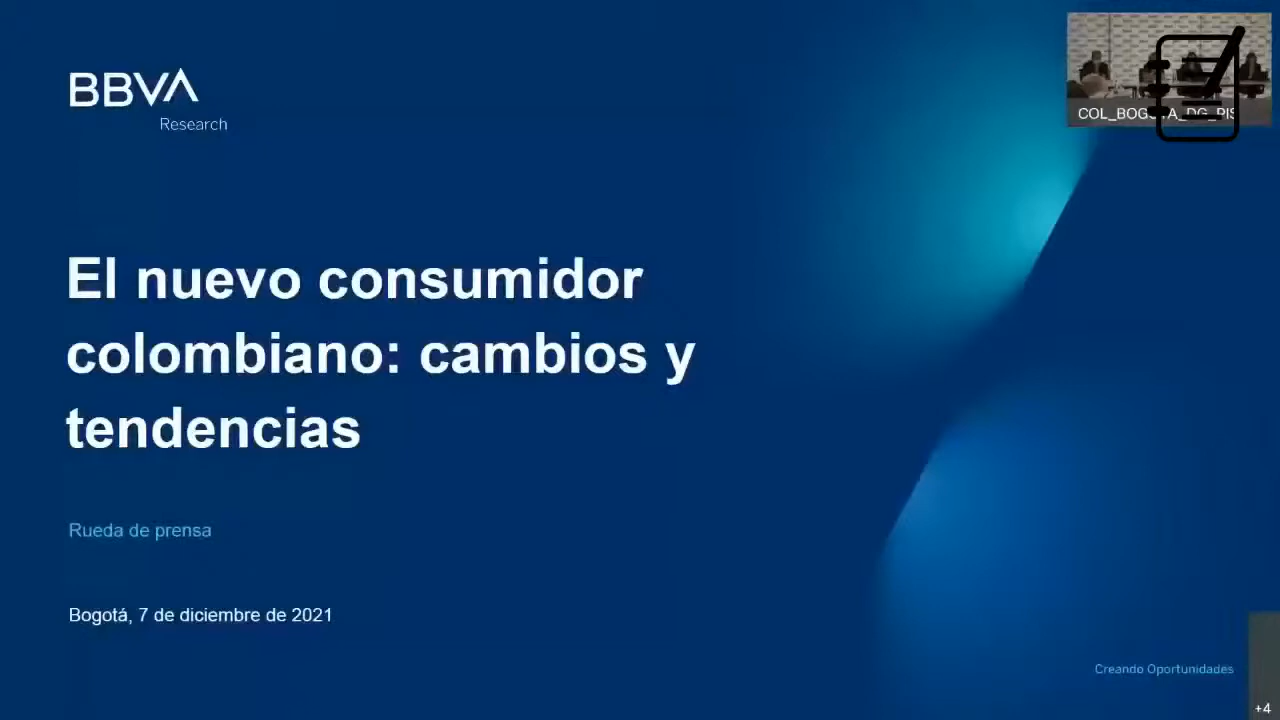 BBVA
Research
El nuevo consumidor
colombiano: cambios y
tendencias
Rueda de prensa
Bogotá, 7 de diciembre de 2021
Creando Oportunidades
+4